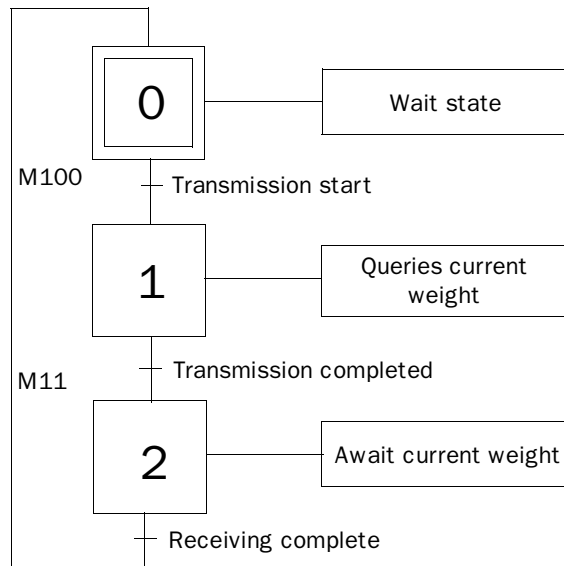 0
Wait state
M100
Transmission start
1
Queries current
weight
Transmission completed
M11
2
Await current weight
Receiving complete